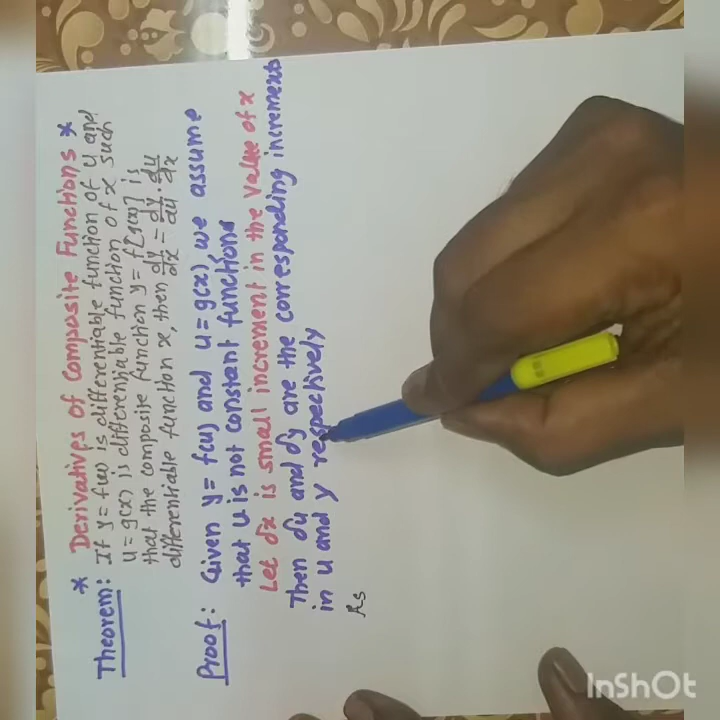 * Derivatives of Composite Functions *
Theorem: If y = f(u) is differentiable function of u and
u = g(x) is differentiable function of x such
that the composite function y = f[g(x)] is
differentiable function x, then dy/dx = dy/du · du/dx
Proof: Given y = f(u) and u = g(x) we assume
that u is not constant function
Let δx is small increment in the value of x
Then δu and δy are the corresponding increments
in u and y respectively
As
InShOt